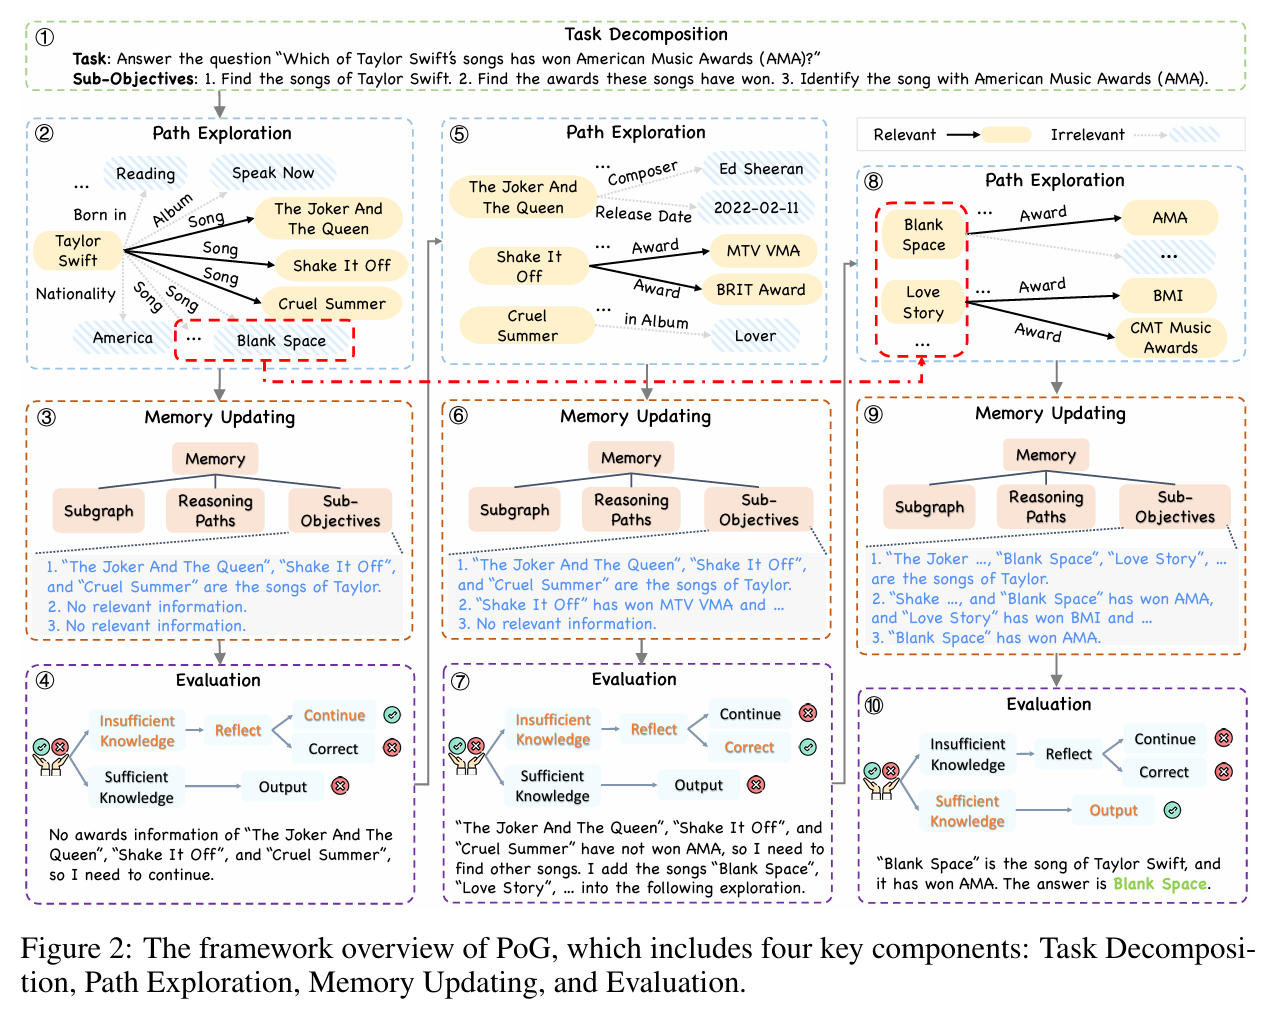 ① Task Decomposition
Task: Answer the question “Which of Taylor Swift’s songs has won American Music Awards (AMA)?”
Sub-Objectives: 1. Find the songs of Taylor Swift. 2. Find the awards these songs have won. 3. Identify the song with American Music Awards (AMA).
② Path Exploration
Reading
Speak Now
...
Born in
Album
Song
The Joker And
The Queen
Taylor
Swift
Song
Shake It Off
Song
Cruel Summer
Nationality
Song
Song
America
...
Blank Space
③ Memory Updating
Memory
Subgraph
Reasoning
Paths
Sub-
Objectives
1. “The Joker And The Queen”, “Shake It Off”,
and “Cruel Summer” are the songs of Taylor.
2. No relevant information.
3. No relevant information.
④ Evaluation
Insufficient
Knowledge
Reflect
Continue
Correct
Sufficient
Knowledge
Output
No awards information of “The Joker And The
Queen”, “Shake It Off”, and “Cruel Summer”,
so I need to continue.
⑤ Path Exploration
The Joker And
The Queen
...
Composer
Ed Sheeran
Release Date
2022-02-11
Shake It
Off
...
Award
MTV VMA
Award
BRIT Award
Cruel
Summer
...
in Album
Lover
⑥ Memory Updating
Memory
Subgraph
Reasoning
Paths
Sub-
Objectives
1. “The Joker And The Queen”, “Shake It Off”,
and “Cruel Summer” are the songs of Taylor.
2. “Shake It Off” has won MTV VMA and ...
3. No relevant information.
⑦ Evaluation
Insufficient
Knowledge
Reflect
Continue
Correct
Sufficient
Knowledge
Output
“The Joker And The Queen”, “Shake It Off”, and
“Cruel Summer” have not won AMA, so I need to
find other songs. I add the songs “Blank Space”,
“Love Story”, ... into the following exploration.
Relevant
Irrelevant
⑧ Path Exploration
Blank
Space
...
Award
AMA
...
Love
Story
...
Award
BMI
Award
CMT Music
Awards
...
⑨ Memory Updating
Memory
Subgraph
Reasoning
Paths
Sub-
Objectives
1. “The Joker ..., “Blank Space”, “Love Story”, ...
are the songs of Taylor.
2. “Shake ..., and “Blank Space” has won AMA,
and “Love Story” has won BMI and ...
3. “Blank Space” has won AMA.
⑩ Evaluation
Insufficient
Knowledge
Reflect
Continue
Correct
Sufficient
Knowledge
Output
“Blank Space” is the song of Taylor Swift, and
it has won AMA. The answer is Blank Space.
Figure 2: The framework overview of PoG, which includes four key components: Task Decomposi-
tion, Path Exploration, Memory Updating, and Evaluation.